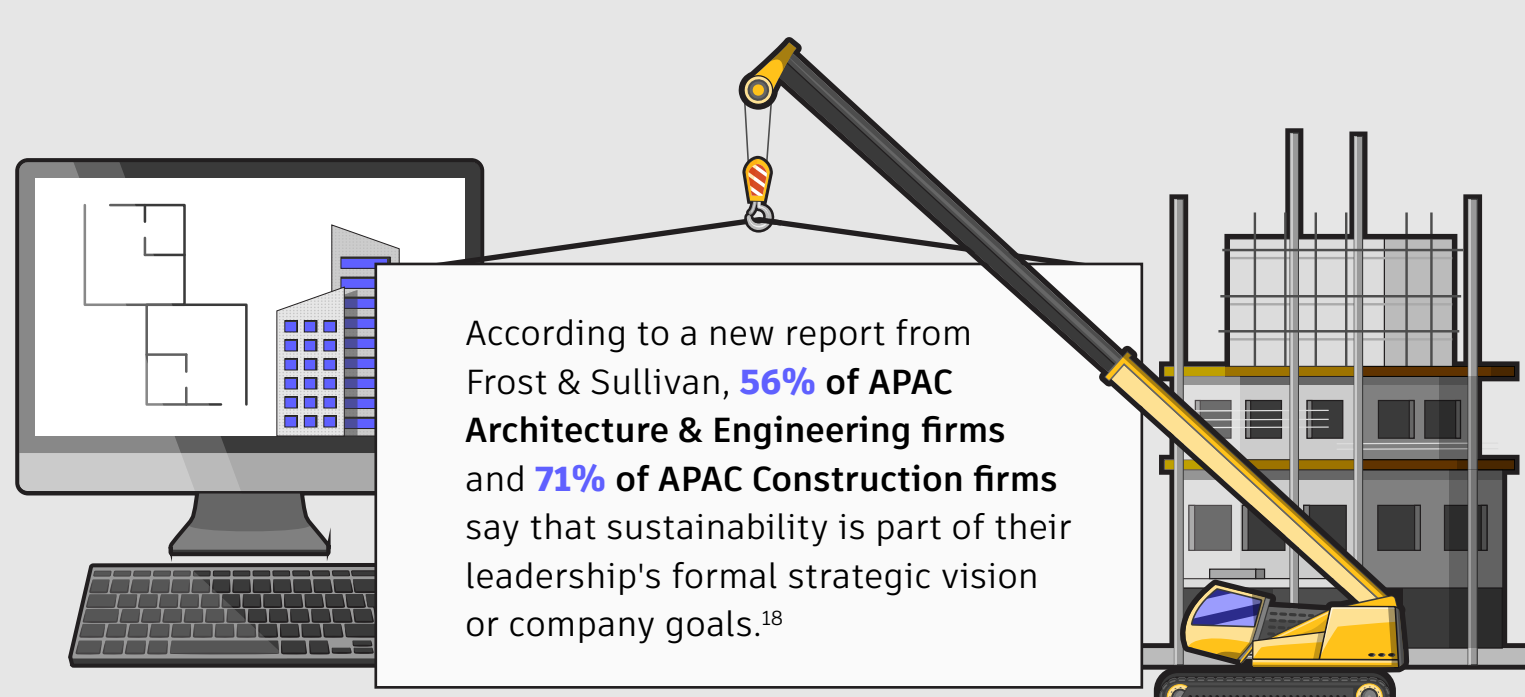 According to a new report from
Frost & Sullivan, 56% of APAC
Architecture & Engineering firms
and 71% of APAC Construction firms
say that sustainability is part of their
leadership's formal strategic vision
or company goals.18